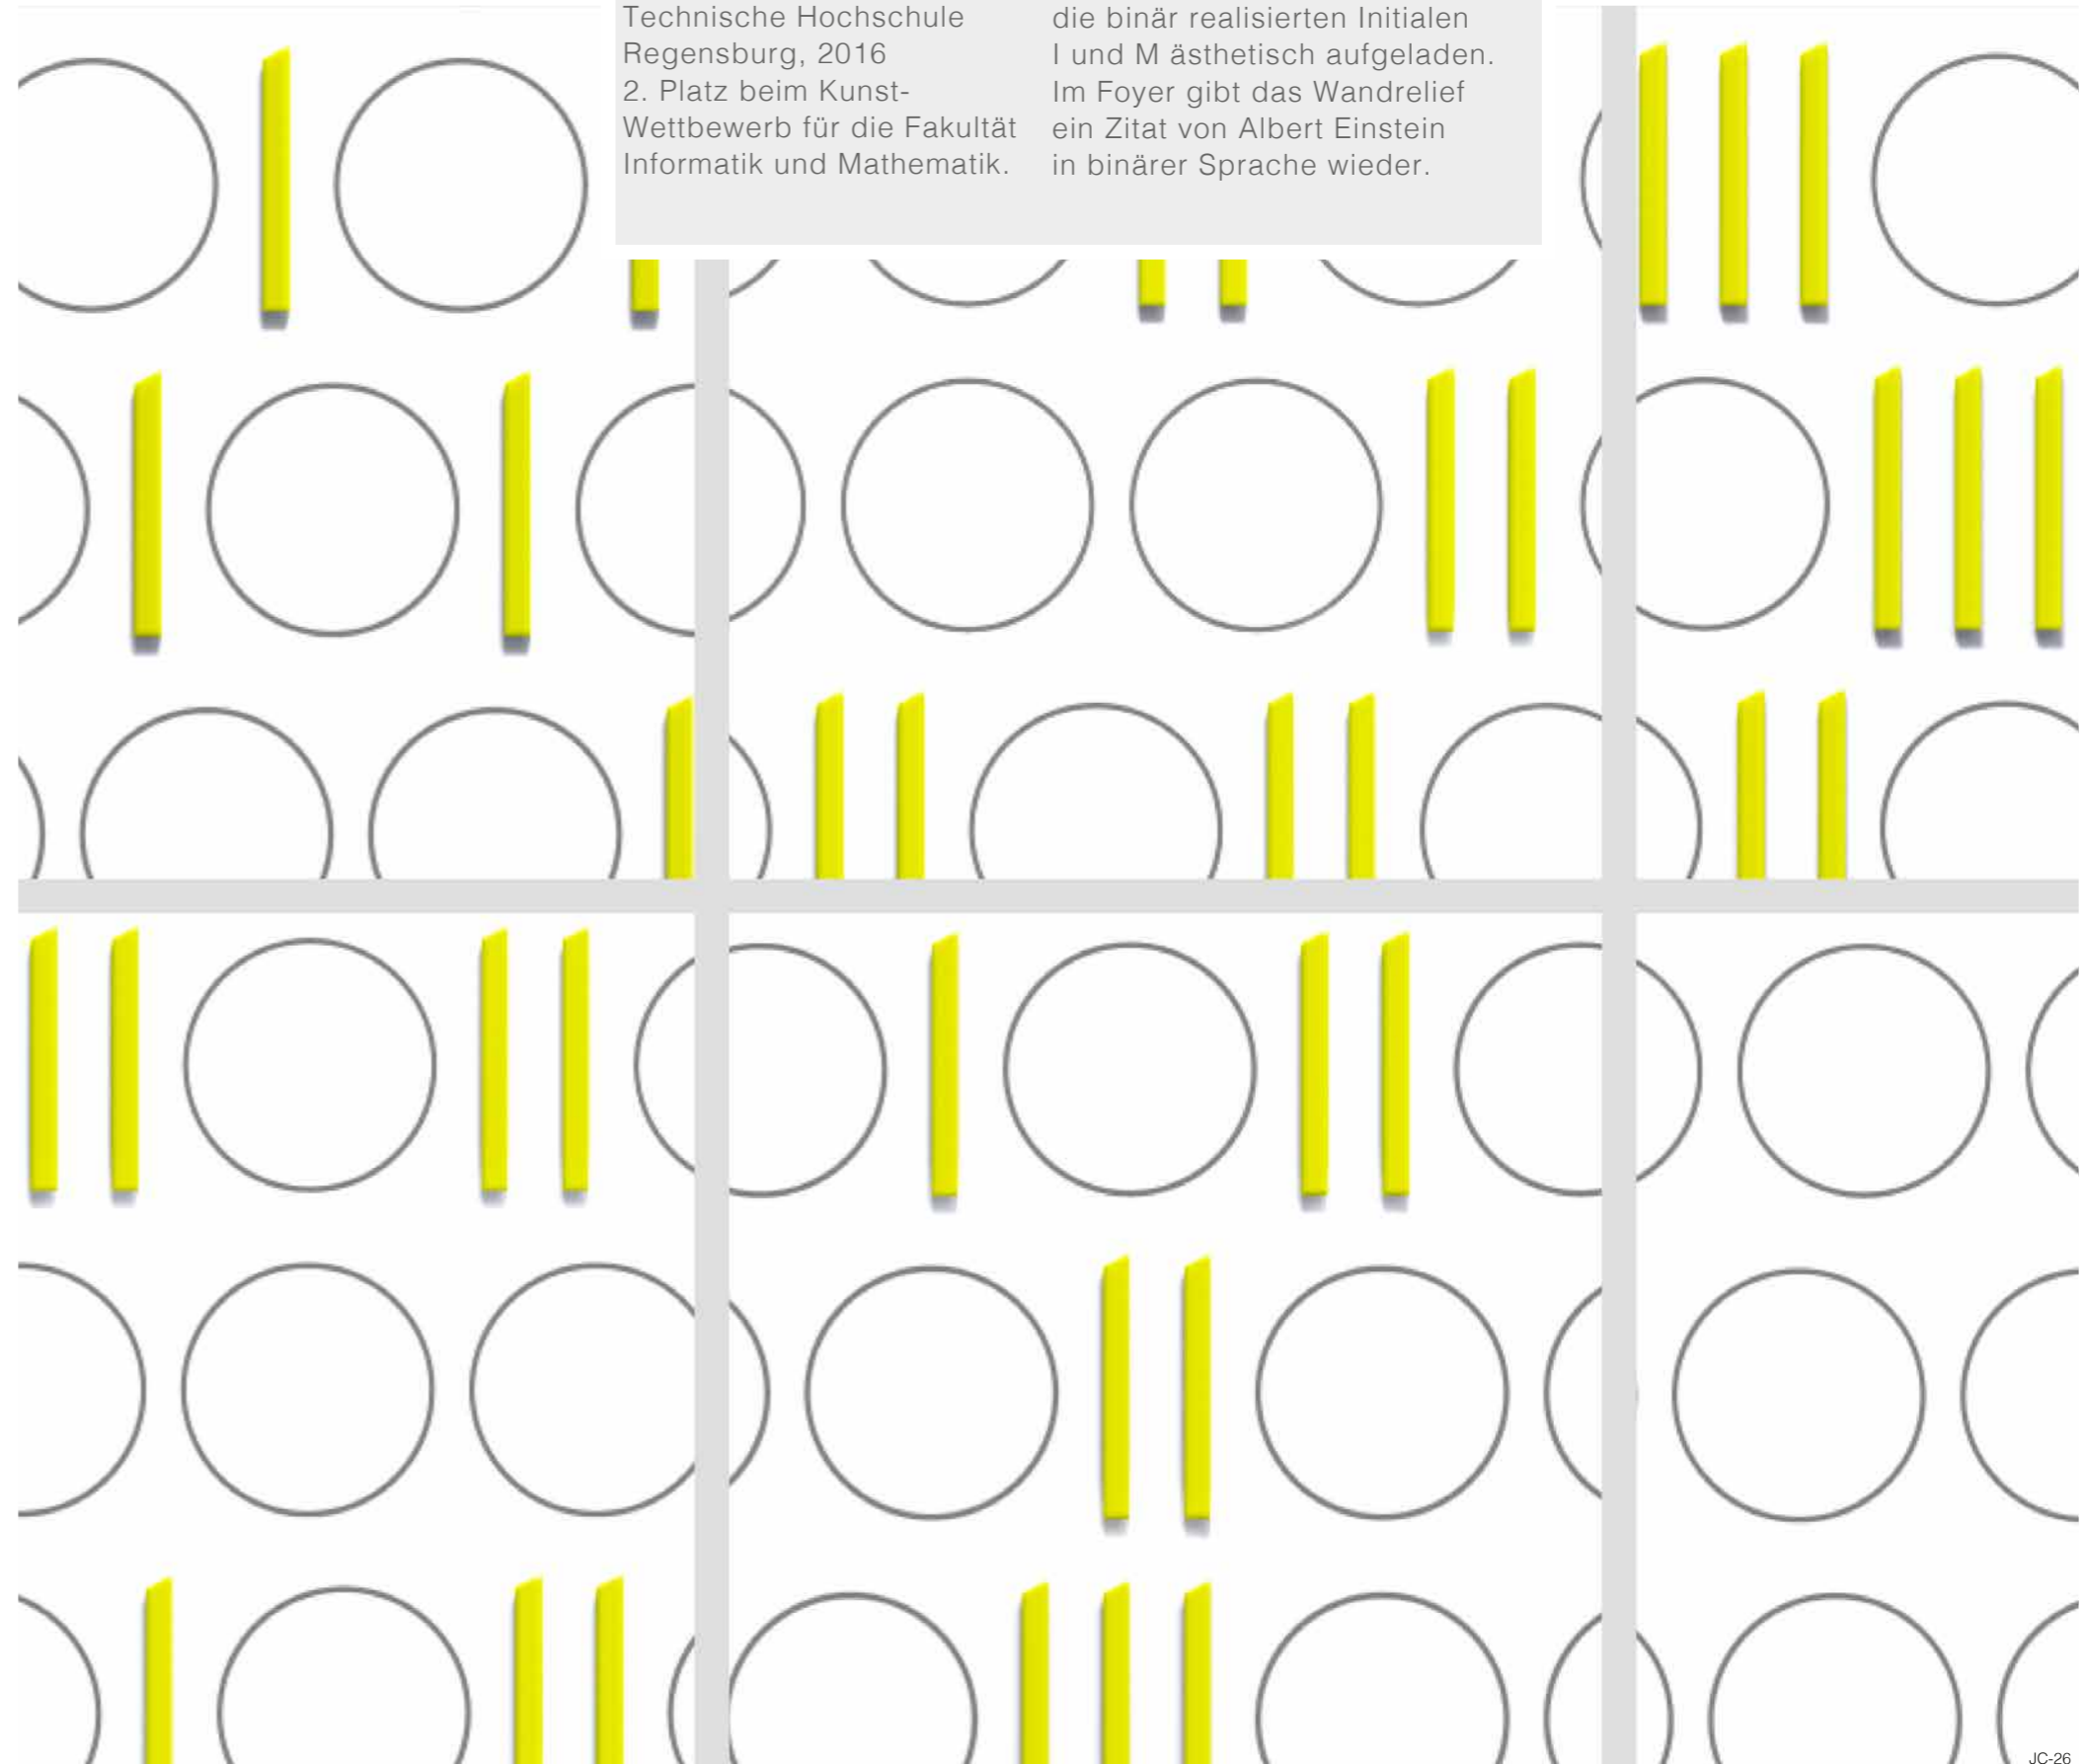 Technische Hochschule
Regensburg, 2016
2. Platz beim Kunst-
Wettbewerb für die Fakultät
Informatik und Mathematik.
die binär realisierten Initialen
I und M ästhetisch aufgeladen.
Im Foyer gibt das Wandrelief
ein Zitat von Albert Einstein
in binärer Sprache wieder.
JC-26